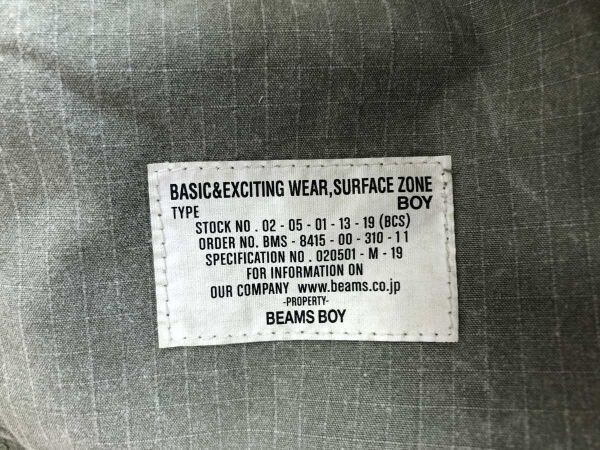 BASIC&EXCITING WEAR,SURFACE ZONE
TYPE BOY
STOCK NO . 02 - 05 - 01 - 13 - 19 (BCS)
ORDER NO. BMS - 8415 - 00 - 310 - 11
SPECIFICATION NO . 020501 - M - 19
FOR INFORMATION ON
OUR COMPANY www.beams.co.jp
-PROPERTY-
BEAMS BOY